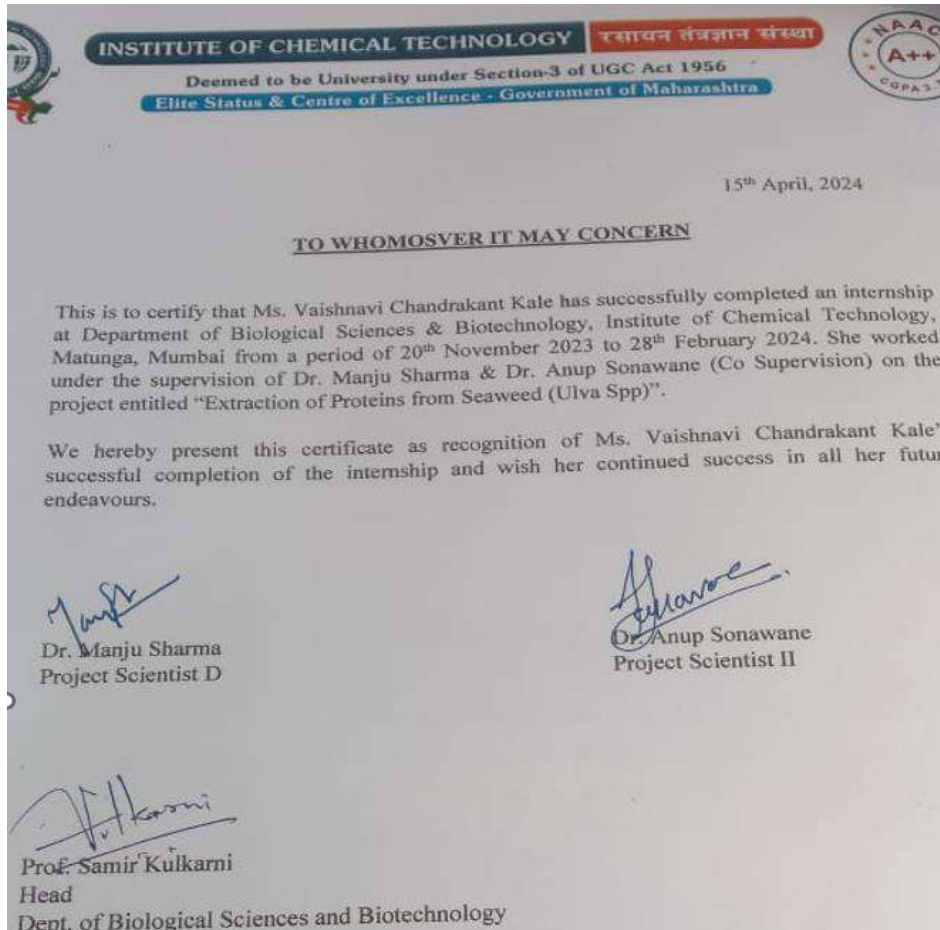 INSTITUTE OF CHEMICAL TECHNOLOGY रसायन तंत्रज्ञान संस्था
Deemed to be University under Section-3 of UGC Act 1956
Elite Status & Centre of Excellence - Government of Maharashtra
NAAC
A++
CGPA 3.
15th April, 2024
TO WHOMOSVER IT MAY CONCERN
This is to certify that Ms. Vaishnavi Chandrakant Kale has successfully completed an internship
at Department of Biological Sciences & Biotechnology, Institute of Chemical Technology,
Matunga, Mumbai from a period of 20th November 2023 to 28th February 2024. She worked
under the supervision of Dr. Manju Sharma & Dr. Anup Sonawane (Co Supervision) on the
project entitled “Extraction of Proteins from Seaweed (Ulva Spp)”.
We hereby present this certificate as recognition of Ms. Vaishnavi Chandrakant Kale’
successful completion of the internship and wish her continued success in all her futur
endeavours.
Dr. Manju Sharma
Project Scientist D
Dr. Anup Sonawane
Project Scientist II
Prof. Samir Kulkarni
Head
Dept. of Biological Sciences and Biotechnology